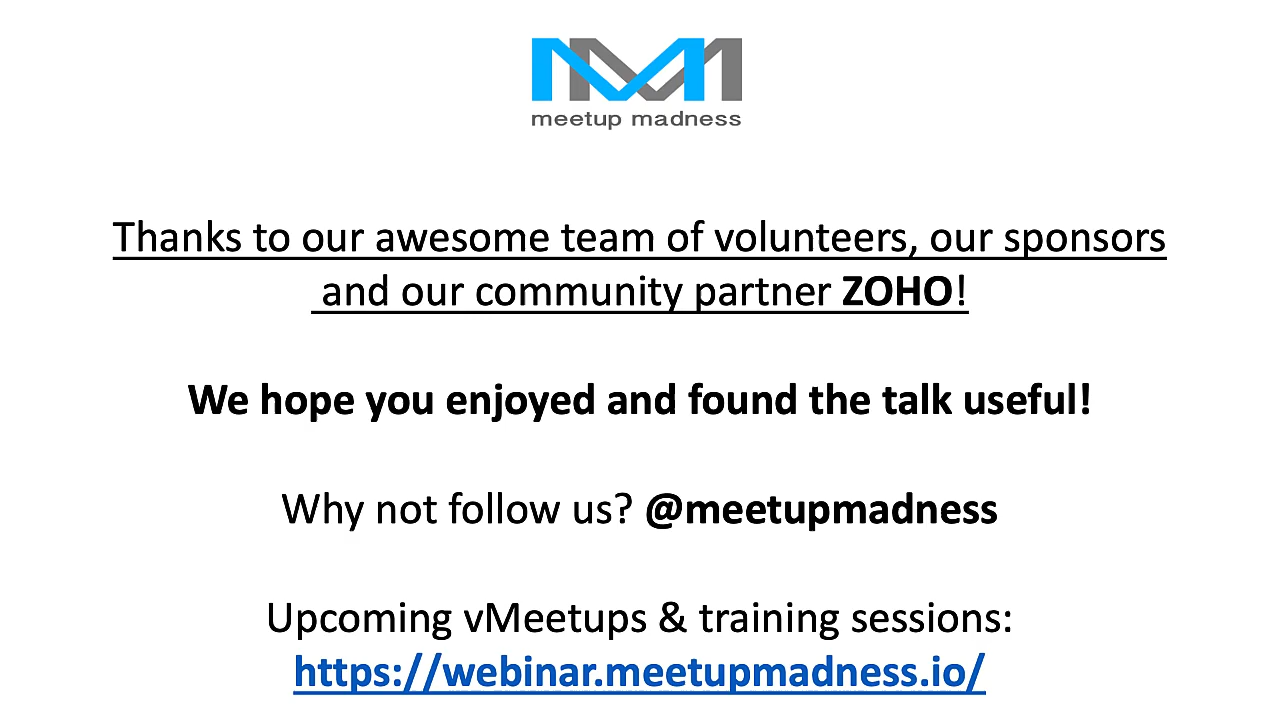 meetup madness
Thanks to our awesome team of volunteers, our sponsors
and our community partner ZOHO!
We hope you enjoyed and found the talk useful!
Why not follow us? @meetupmadness
Upcoming vMeetups & training sessions:
https://webinar.meetupmadness.io/